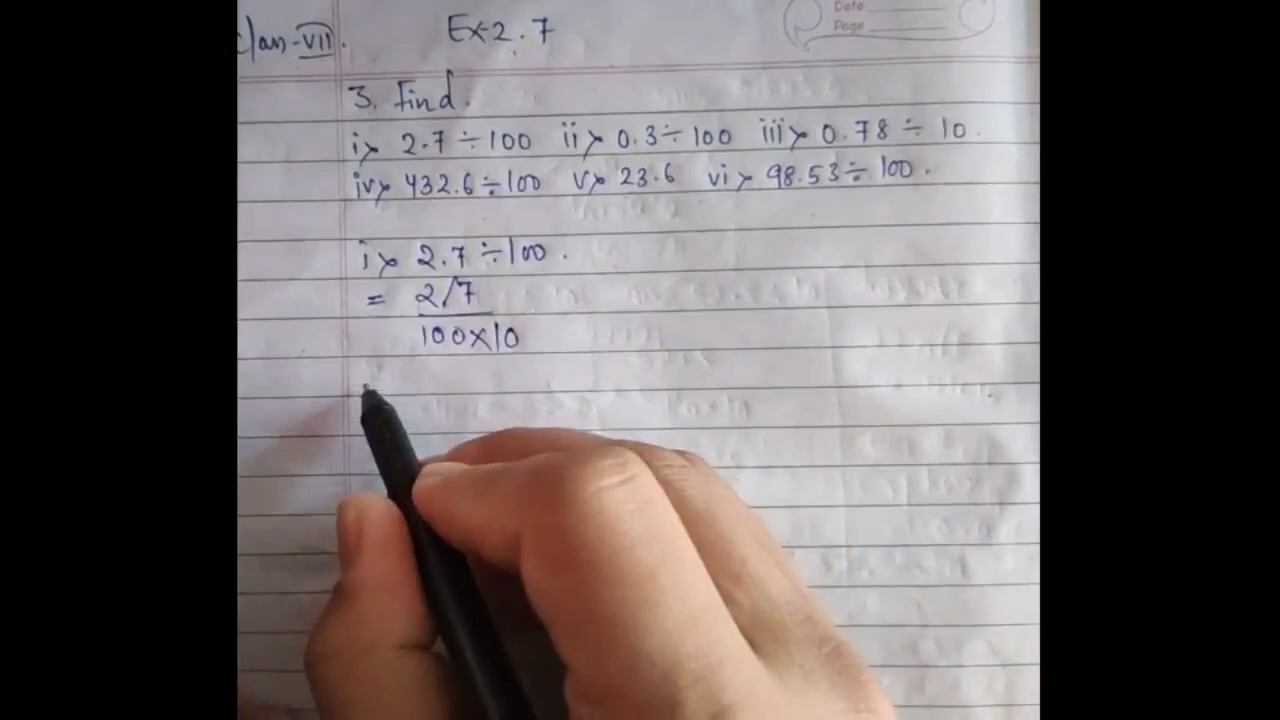 Class-VII. Ex-2.7
Date
Page
3. Find.
i> 2.7 ÷ 100 ii> 0.3 ÷ 100 iii> 0.78 ÷ 10.
iv> 432.6 ÷ 100 v> 23.6 vi> 98.53 ÷ 100.
i> 2.7 ÷ 100.
= 2/7
100×10